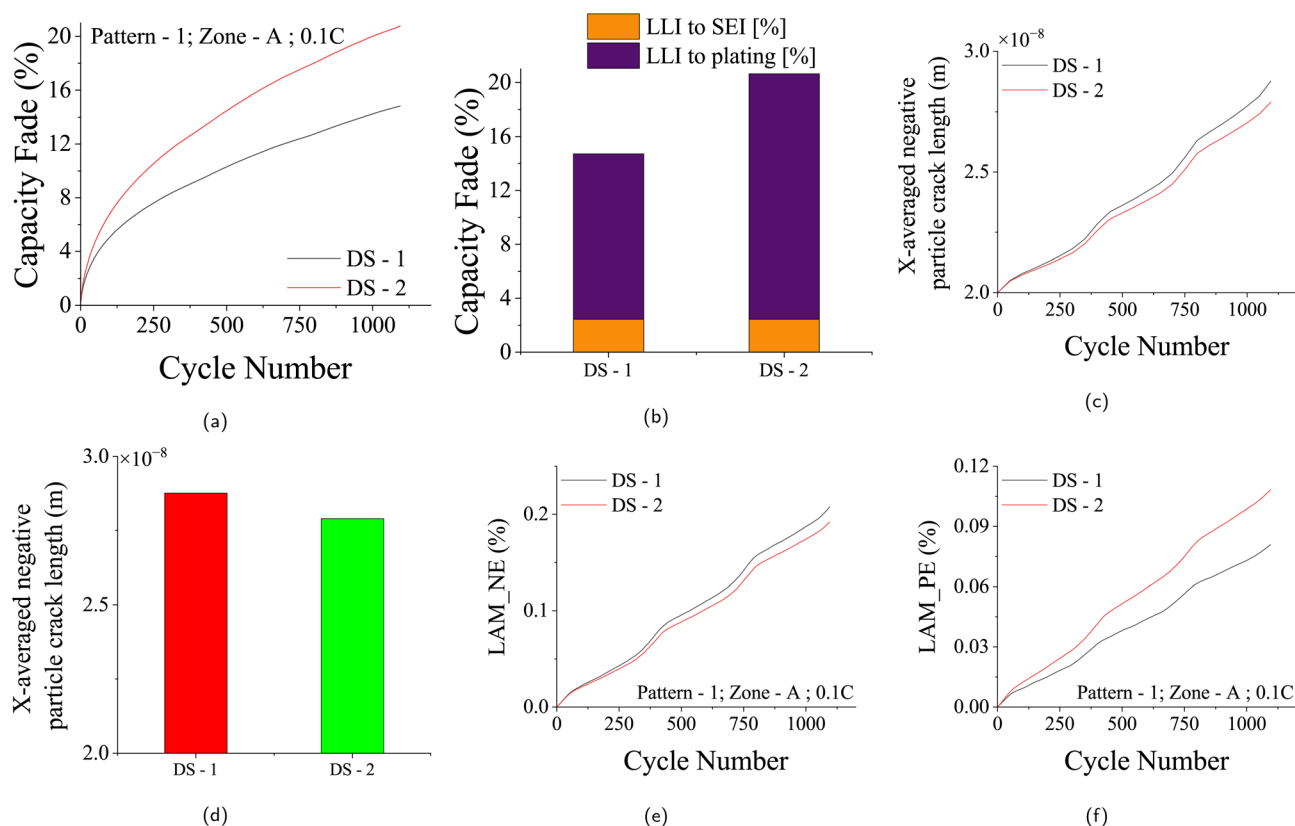 Capacity Fade (%)
20
16
12
8
4
0
Pattern - 1; Zone - A ; 0.1C
DS - 1
DS - 2
0
250
500
750
1000
Cycle Number
(a)
LLI to SEI [%]
LLI to plating [%]
Capacity Fade (%)
20
16
12
8
4
0
DS - 1
DS - 2
(b)
×10⁻⁸
X-averaged negative
particle crack length (m)
3.0
2.5
2.0
DS - 1
DS - 2
0
250
500
750
1000
Cycle Number
(c)
×10⁻⁸
X-averaged negative
particle crack length (m)
3.0
2.5
2.0
DS - 1
DS - 2
(d)
LAM_NE (%)
0.2
0.1
0.0
DS - 1
DS - 2
Pattern - 1; Zone - A ; 0.1C
0
250
500
750
1000
Cycle Number
(e)
LAM_PE (%)
0.12
0.09
0.06
0.03
0.00
DS - 1
DS - 2
Pattern - 1; Zone - A ; 0.1C
0
250
500
750
1000
Cycle Number
(f)